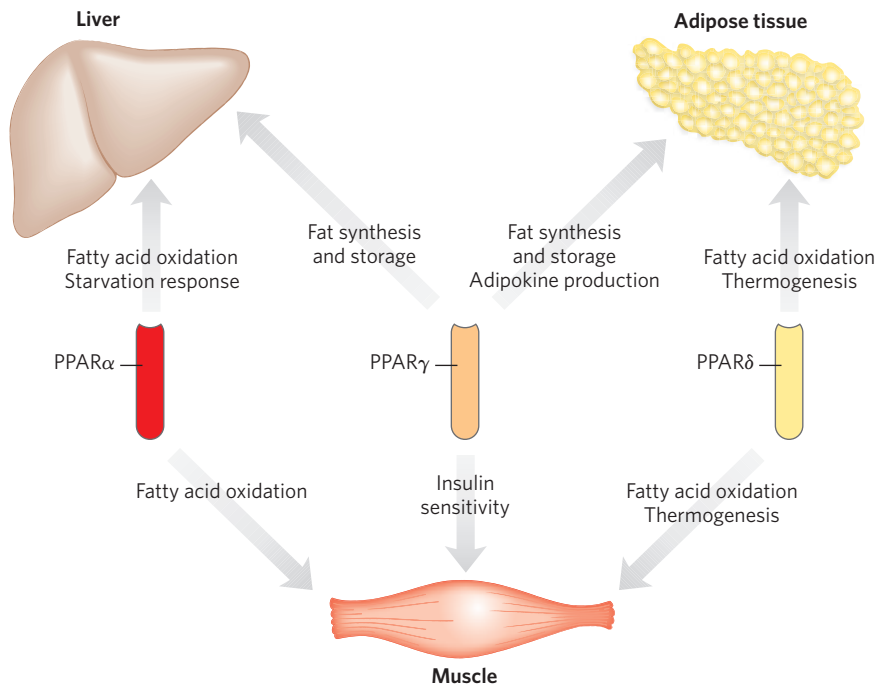 Liver
Adipose tissue
Fat synthesis
and storage
Fat synthesis
and storage
Adipokine production
Fatty acid oxidation
Starvation response
Fatty acid oxidation
Thermogenesis
PPARα
PPARγ
PPARδ
Fatty acid oxidation
Insulin
sensitivity
Fatty acid oxidation
Thermogenesis
Muscle